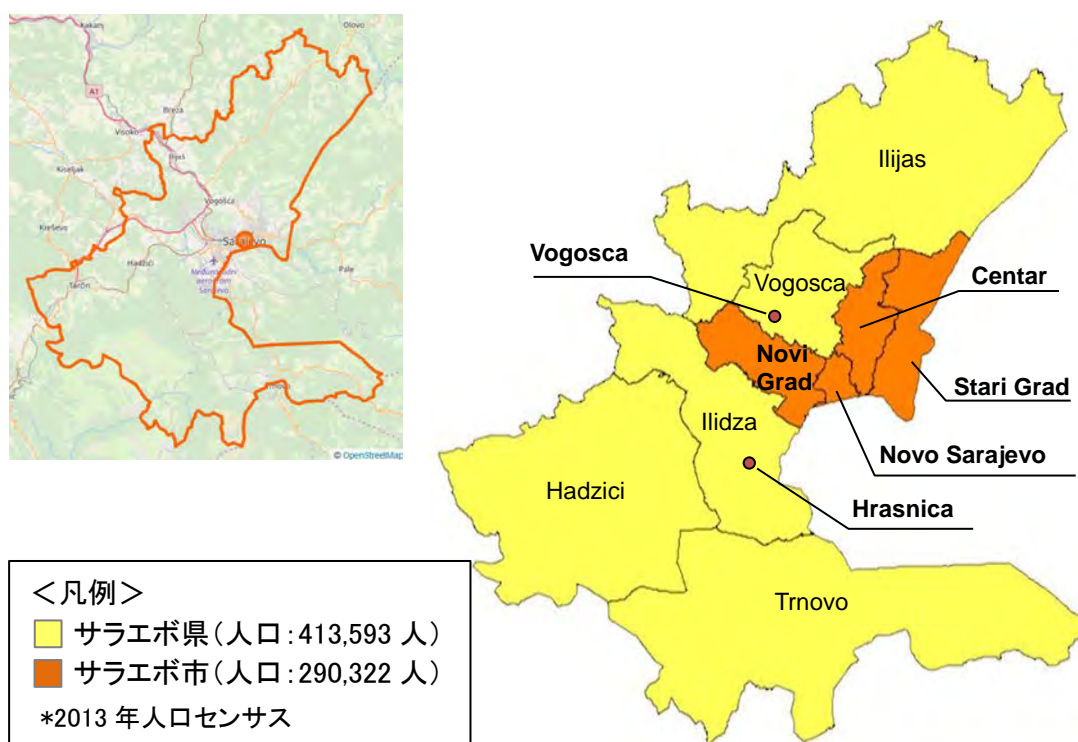 Kakanj
Olovo
A1
Breza
Visoko
Ilijaš
Kiseljak
Vogošća
Kreševo
Sarajevo
Hadžići
Pale
Tarčin
© OpenStreetMap
Ilijas
Vogosca
Vogosca
Centar
Novi
Grad
Stari Grad
Ilidza
Novo Sarajevo
Hadzici
Hrasnica
Trnovo
＜凡例＞
サラエボ県（人口：413,593 人）
サラエボ市（人口：290,322 人）
*2013 年人口センサス